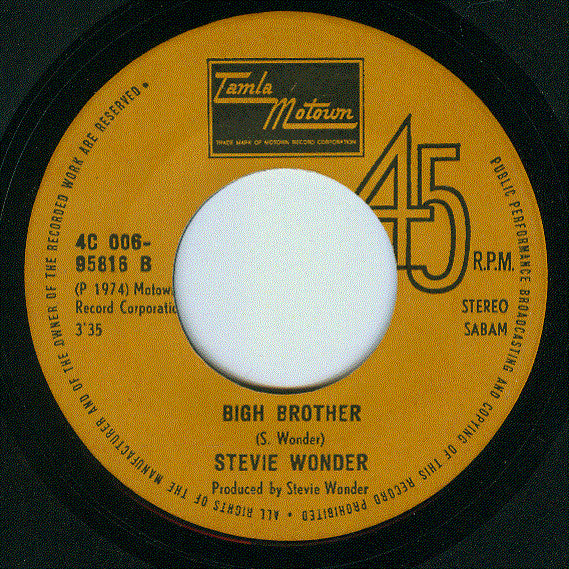 Tamla
Motown
TRADE MARK OF MOTOWN RECORD CORPORATION
45
R.P.M.
4C 006-
95816 B
(P 1974) Motow
Record Corporatio
3'35
STEREO
SABAM
BIGH BROTHER
(S. Wonder)
STEVIE WONDER
Produced by Stevie Wonder
PUBLIC PERFORMANCE BROADCASTING AND COPYING OF THIS RECORD PROHIBITED • ALL RIGHTS OF THE MANUFACTURER AND OF THE OWNER OF THE RECORDED WORK ARE RESERVED •